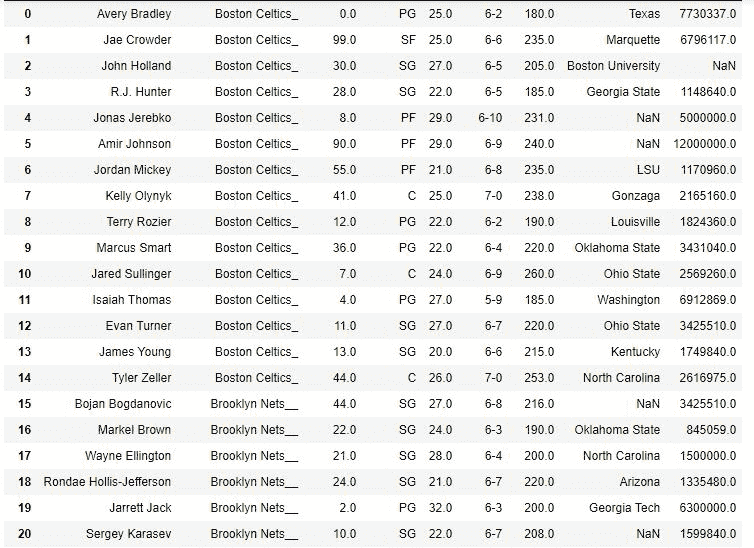 0 Avery Bradley Boston Celtics_ 0.0 PG 25.0 6-2 180.0 Texas 7730337.0
1 Jae Crowder Boston Celtics_ 99.0 SF 25.0 6-6 235.0 Marquette 6796117.0
2 John Holland Boston Celtics_ 30.0 SG 27.0 6-5 205.0 Boston University NaN
3 R.J. Hunter Boston Celtics_ 28.0 SG 22.0 6-5 185.0 Georgia State 1148640.0
4 Jonas Jerebko Boston Celtics_ 8.0 PF 29.0 6-10 231.0 NaN 5000000.0
5 Amir Johnson Boston Celtics_ 90.0 PF 29.0 6-9 240.0 NaN 12000000.0
6 Jordan Mickey Boston Celtics_ 55.0 PF 21.0 6-8 235.0 LSU 1170960.0
7 Kelly Olynyk Boston Celtics_ 41.0 C 25.0 7-0 238.0 Gonzaga 2165160.0
8 Terry Rozier Boston Celtics_ 12.0 PG 22.0 6-2 190.0 Louisville 1824360.0
9 Marcus Smart Boston Celtics_ 36.0 PG 22.0 6-4 220.0 Oklahoma State 3431040.0
10 Jared Sullinger Boston Celtics_ 7.0 C 24.0 6-9 260.0 Ohio State 2569260.0
11 Isaiah Thomas Boston Celtics_ 4.0 PG 27.0 5-9 185.0 Washington 6912869.0
12 Evan Turner Boston Celtics_ 11.0 SG 27.0 6-7 220.0 Ohio State 3425510.0
13 James Young Boston Celtics_ 13.0 SG 20.0 6-6 215.0 Kentucky 1749840.0
14 Tyler Zeller Boston Celtics_ 44.0 C 26.0 7-0 253.0 North Carolina 2616975.0
15 Bojan Bogdanovic Brooklyn Nets__ 44.0 SG 27.0 6-8 216.0 NaN 3425510.0
16 Markel Brown Brooklyn Nets__ 22.0 SG 24.0 6-3 190.0 Oklahoma State 845059.0
17 Wayne Ellington Brooklyn Nets__ 21.0 SG 28.0 6-4 200.0 North Carolina 1500000.0
18 Rondae Hollis-Jefferson Brooklyn Nets__ 24.0 SG 21.0 6-7 220.0 Arizona 1335480.0
19 Jarrett Jack Brooklyn Nets__ 2.0 PG 32.0 6-3 200.0 Georgia Tech 6300000.0
20 Sergey Karasev Brooklyn Nets__ 10.0 SG 22.0 6-7 208.0 NaN 1599840.0